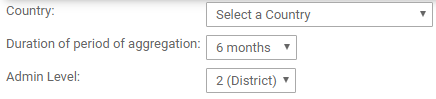 Country: Select a Country
Duration of period of aggregation: 6 months
Admin Level: 2 (District)